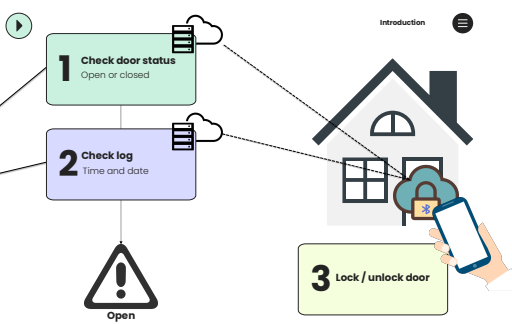 Introduction
1
Check door status
Open or closed
2
Check log
Time and date
3
Lock / unlock door
Open